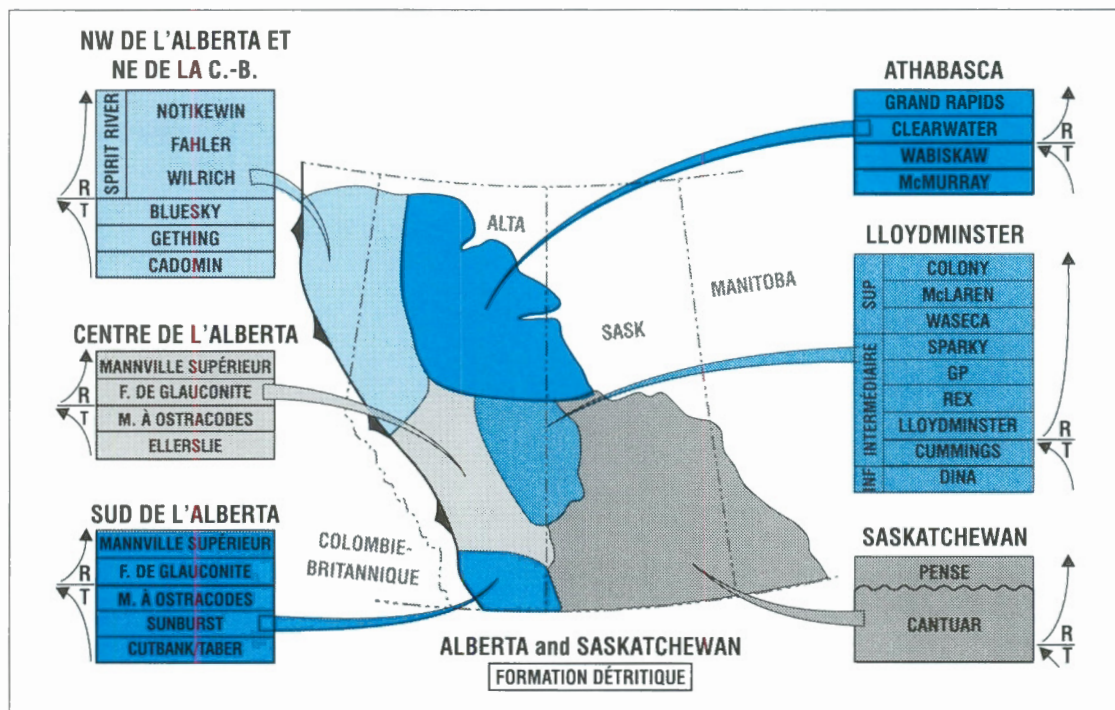 NW DE L'ALBERTA ET
NE DE LA C.-B.
SPIRIT RIVER
NOTIKEWIN
FAHLER
WILRICH
R
T
BLUESKY
GETHING
CADOMIN
CENTRE DE L'ALBERTA
MANNVILLE SUPÉRIEUR
F. DE GLAUCONITE
R
T
M. À OSTRACODES
ELLERSLIE
SUD DE L'ALBERTA
MANNVILLE SUPÉRIEUR
F. DE GLAUCONITE
R
T
M. À OSTRACODES
SUNBURST
CUTBANK/TABER
ALTA
SASK
MANITOBA
COLOMBIE-
BRITANNIQUE
ATHABASCA
GRAND RAPIDS
CLEARWATER
R
T
WABISKAW
McMURRAY
LLOYDMINSTER
SUP
COLONY
McLAREN
WASECA
INTERMÉDIAIRE
SPARKY
GP
REX
LLOYDMINSTER
R
T
CUMMINGS
INF
DINA
SASKATCHEWAN
PENSE
CANTUAR
R
T
ALBERTA and SASKATCHEWAN
FORMATION DÉTRITIQUE